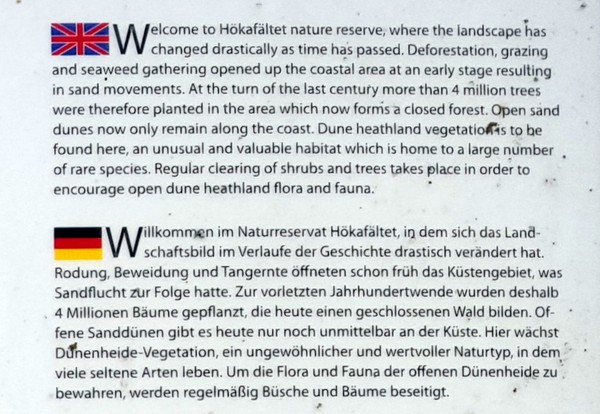 Welcome to Hökafältet nature reserve, where the landscape has
changed drastically as time has passed. Deforestation, grazing
and seaweed gathering opened up the coastal area at an early stage resulting
in sand movements. At the turn of the last century more than 4 million trees
were therefore planted in the area which now forms a closed forest. Open sand
dunes now only remain along the coast. Dune heathland vegetation is to be
found here, an unusual and valuable habitat which is home to a large number
of rare species. Regular clearing of shrubs and trees takes place in order to
encourage open dune heathland flora and fauna.
Willkommen im Naturreservat Hökafältet, in dem sich das Land-
schaftsbild im Verlaufe der Geschichte drastisch verändert hat.
Rodung, Beweidung und Tangernte öffneten schon früh das Küstengebiet, was
Sandflucht zur Folge hatte. Zur vorletzten Jahrhundertwende wurden deshalb
4 Millionen Bäume gepflanzt, die heute einen geschlossenen Wald bilden. Of-
fene Sanddünen gibt es heute nur noch unmittelbar an der Küste. Hier wächst
Dünenheide-Vegetation, ein ungewöhnlicher und wertvoller Naturtyp, in dem
viele seltene Arten leben. Um die Flora und Fauna der offenen Dünenheide zu
bewahren, werden regelmäßig Büsche und Bäume beseitigt.